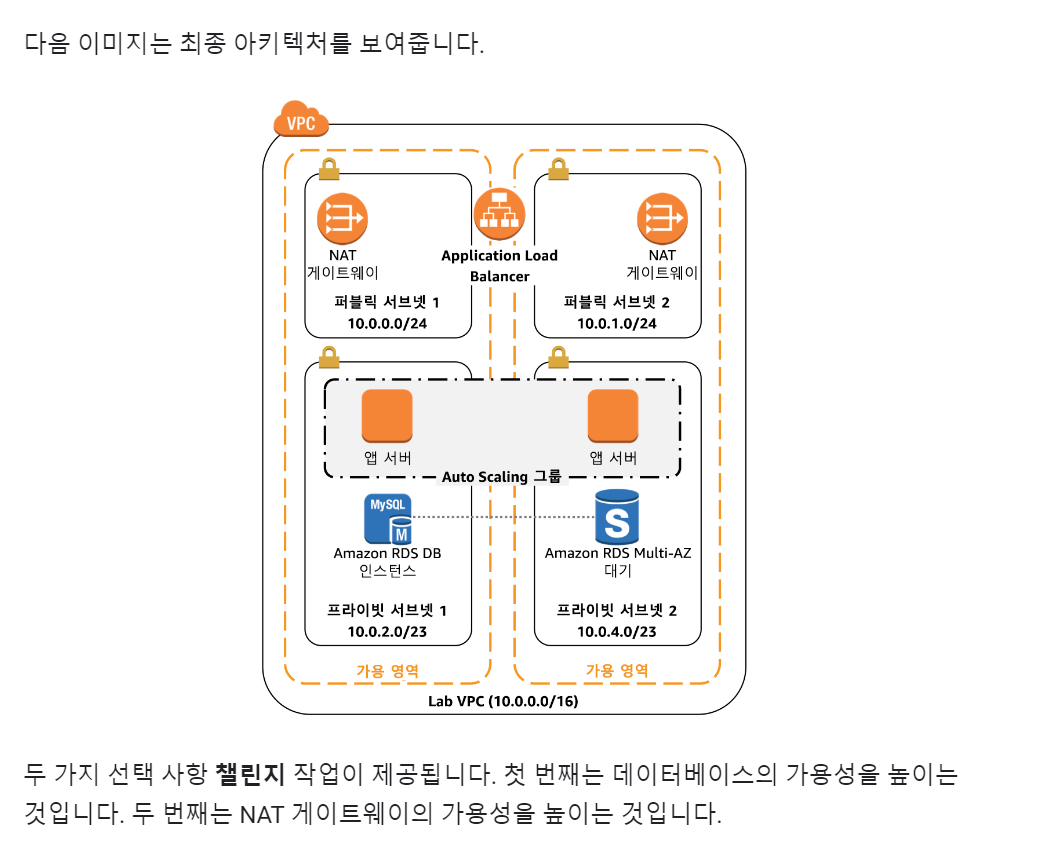 다음 이미지는 최종 아키텍처를 보여줍니다.
VPC
NAT
게이트웨이
퍼블릭 서브넷 1
10.0.0.0/24
Application Load
Balancer
NAT
게이트웨이
퍼블릭 서브넷 2
10.0.1.0/24
앱 서버
앱 서버
Auto Scaling 그룹
MySQL
M
Amazon RDS DB
인스턴스
프라이빗 서브넷 1
10.0.2.0/23
S
Amazon RDS Multi-AZ
대기
프라이빗 서브넷 2
10.0.4.0/23
가용 영역
가용 영역
Lab VPC (10.0.0.0/16)
두 가지 선택 사항 챌린지 작업이 제공됩니다. 첫 번째는 데이터베이스의 가용성을 높이는
것입니다. 두 번째는 NAT 게이트웨이의 가용성을 높이는 것입니다.